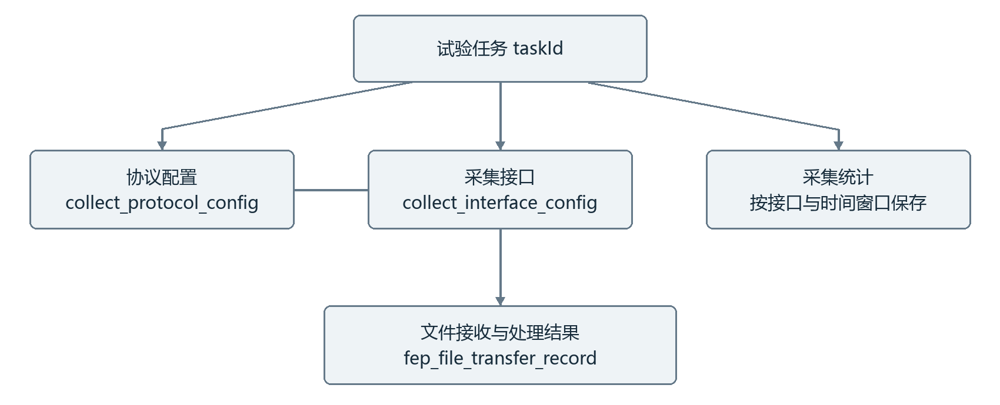 试验任务 taskId
协议配置
collect_protocol_config
采集接口
collect_interface_config
采集统计
按接口与时间窗口保存
文件接收与处理结果
fep_file_transfer_record